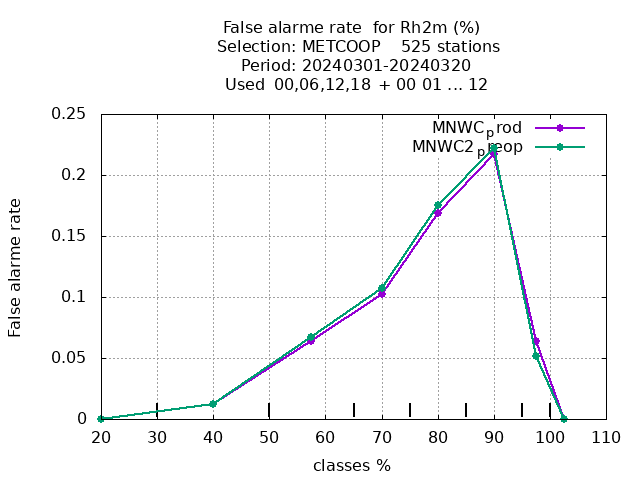 False alarme rate  for Rh2m (%)
Selection: METCOOP    525 stations
Period: 20240301-20240320
Used  00,06,12,18 + 00 01 ... 12
MNWCprod
MNWC2preop
0.25
0.2
0.15
0.1
0.05
0
False alarme rate
20 30 40 50 60 70 80 90 100 110
classes %